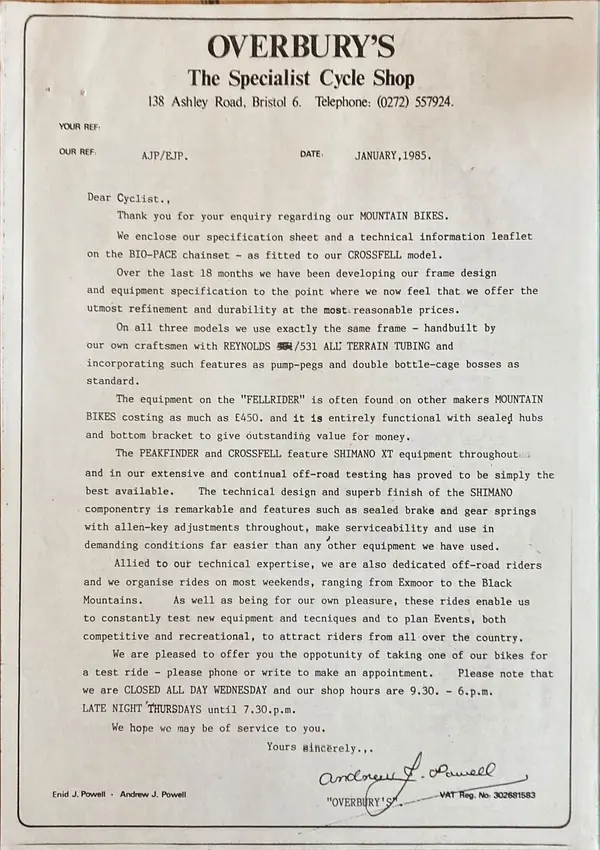 OVERBURY'S
The Specialist Cycle Shop
138 Ashley Road, Bristol 6. Telephone: (0272) 557924.
YOUR REF:
OUR REF: AJP/EJP. DATE: JANUARY,1985.
Dear Cyclist.,
Thank you for your enquiry regarding our MOUNTAIN BIKES.
We enclose our specification sheet and a technical information leaflet
on the BIO-PACE chainset - as fitted to our CROSSFELL model.
Over the last 18 months we have been developing our frame design
and equipment specification to the point where we now feel that we offer the
utmost refinement and durability at the most reasonable prices.
On all three models we use exactly the same frame - handbuilt by
our own craftsmen with REYNOLDS /531 ALL TERRAIN TUBING and
incorporating such features as pump-pegs and double bottle-cage bosses as
standard.
The equipment on the "FELLRIDER" is often found on other makers MOUNTAIN
BIKES costing as much as £450. and it is entirely functional with sealed hubs
and bottom bracket to give outstanding value for money.
The PEAKFINDER and CROSSFELL feature SHIMANO XT equipment throughout
and in our extensive and continual off-road testing has proved to be simply the
best available. The technical design and superb finish of the SHIMANO
componentry is remarkable and features such as sealed brake and gear springs
with allen-key adjustments throughout, make serviceability and use in
demanding conditions far easier than any other equipment we have used.
Allied to our technical expertise, we are also dedicated off-road riders
and we organise rides on most weekends, ranging from Exmoor to the Black
Mountains. As well as being for our own pleasure, these rides enable us
to constantly test new equipment and tecniques and to plan Events, both
competitive and recreational, to attract riders from all over the country.
We are pleased to offer you the oppotunity of taking one of our bikes for
a test ride - please phone or write to make an appointment. Please note that
we are CLOSED ALL DAY WEDNESDAY and our shop hours are 9.30. - 6.p.m.
LATE NIGHT THURSDAYS until 7.30.p.m.
We hope we may be of service to you.
Yours sincerely.,.
Andrew J. Powell
Enid J. Powell · Andrew J. Powell "OVERBURY'S". VAT Reg. No: 302681583